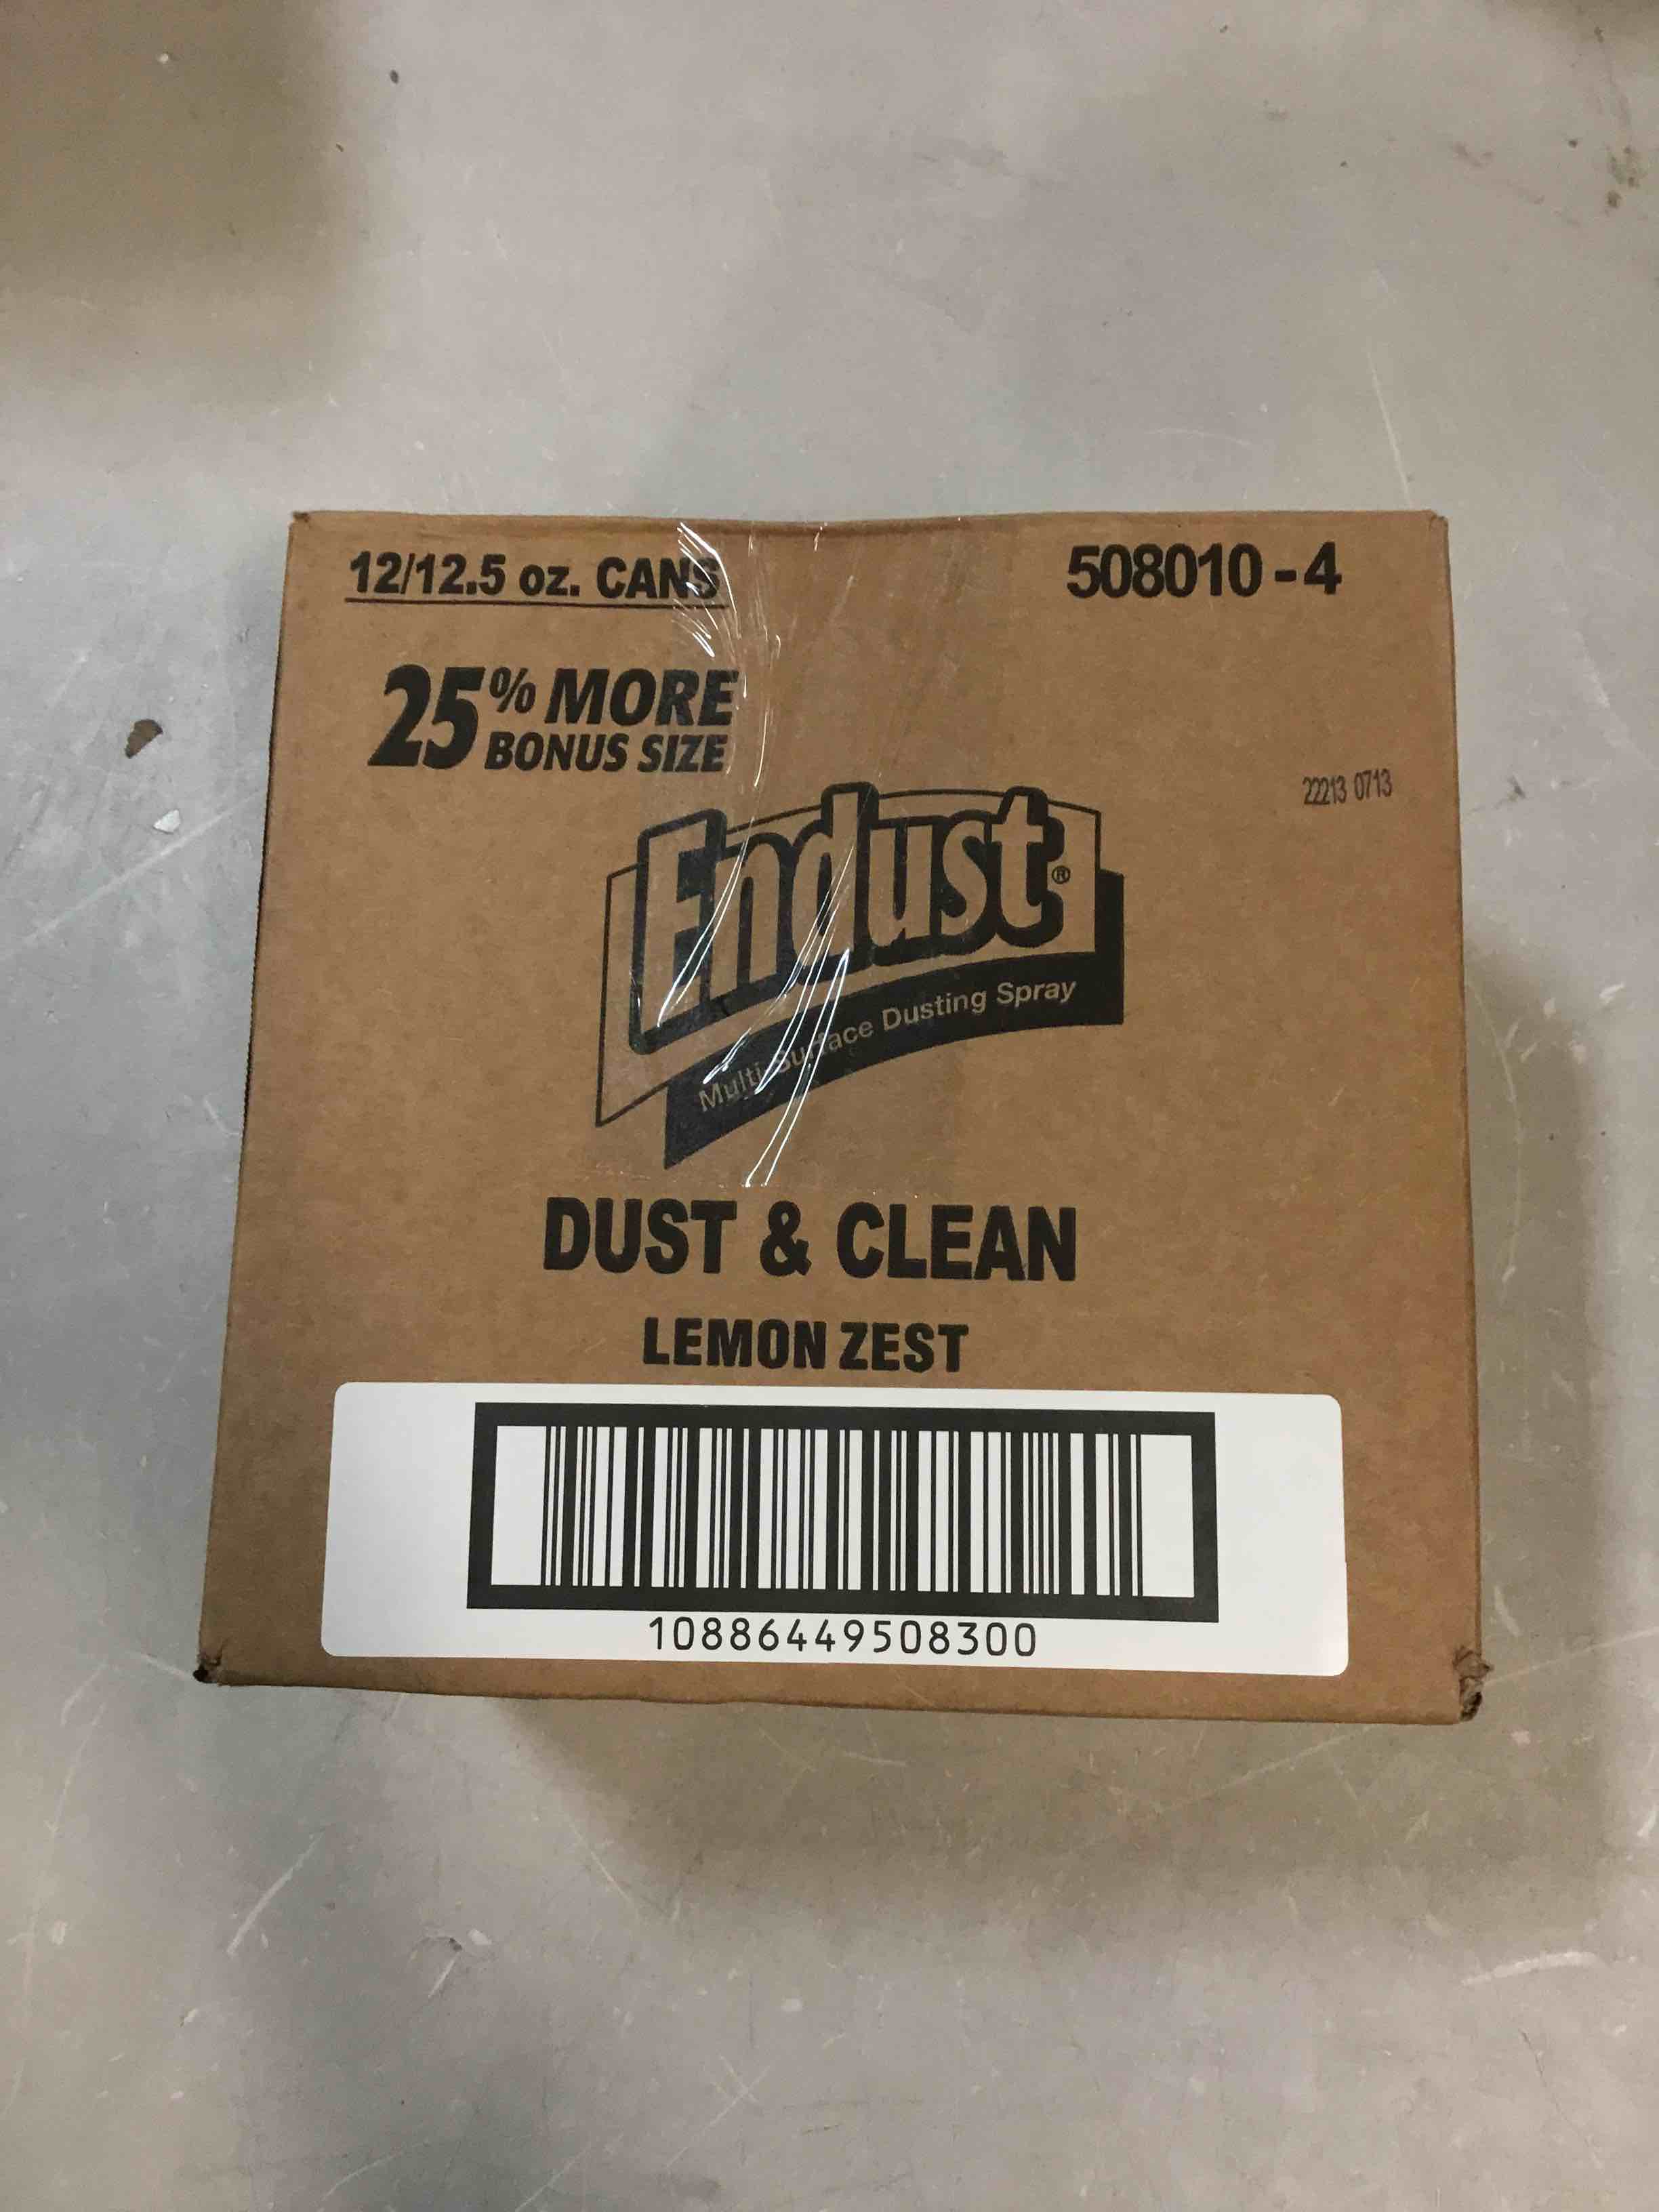 12/12.5 oz. CANS
508010-4
25% MORE
BONUS SIZE
22213 0713
Endust®
Multi-Surface Dusting Spray
DUST & CLEAN
LEMON ZEST
10886449508300